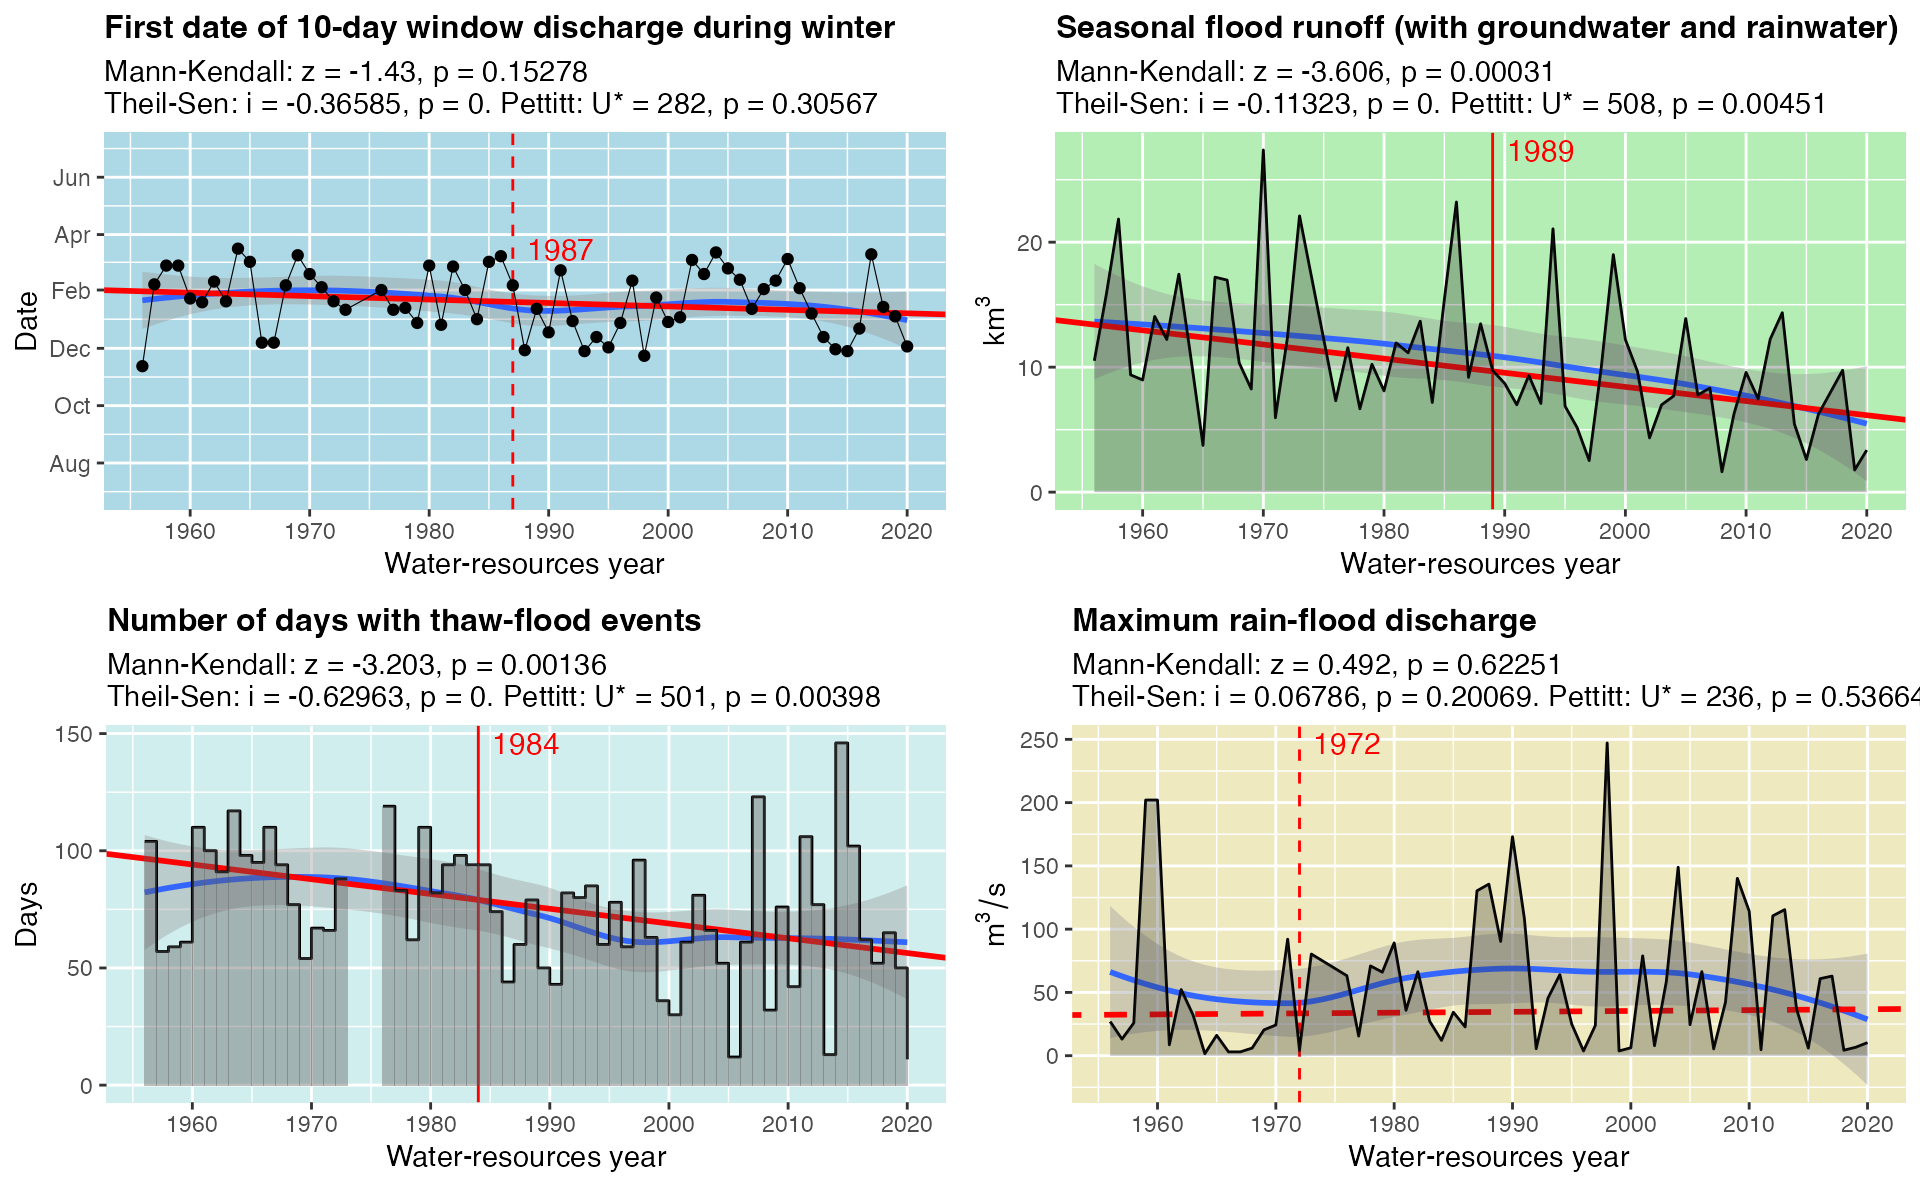 First date of 10-day window discharge during winter
Mann-Kendall: z = -1.43, p = 0.15278
Theil-Sen: i = -0.36585, p = 0. Pettitt: U* = 282, p = 0.30567
Date
Jun
Apr
Feb
Dec
Oct
Aug
1987
1960 1970 1980 1990 2000 2010 2020
Water-resources year
Seasonal flood runoff (with groundwater and rainwater)
Mann-Kendall: z = -3.606, p = 0.00031
Theil-Sen: i = -0.11323, p = 0. Pettitt: U* = 508, p = 0.00451
km³
20
10
0
1989
1960 1970 1980 1990 2000 2010 2020
Water-resources year
Number of days with thaw-flood events
Mann-Kendall: z = -3.203, p = 0.00136
Theil-Sen: i = -0.62963, p = 0. Pettitt: U* = 501, p = 0.00398
Days
150
100
50
0
1984
1960 1970 1980 1990 2000 2010 2020
Water-resources year
Maximum rain-flood discharge
Mann-Kendall: z = 0.492, p = 0.62251
Theil-Sen: i = 0.06786, p = 0.20069. Pettitt: U* = 236, p = 0.53664
m³/s
250
200
150
100
50
0
1972
1960 1970 1980 1990 2000 2010 2020
Water-resources year